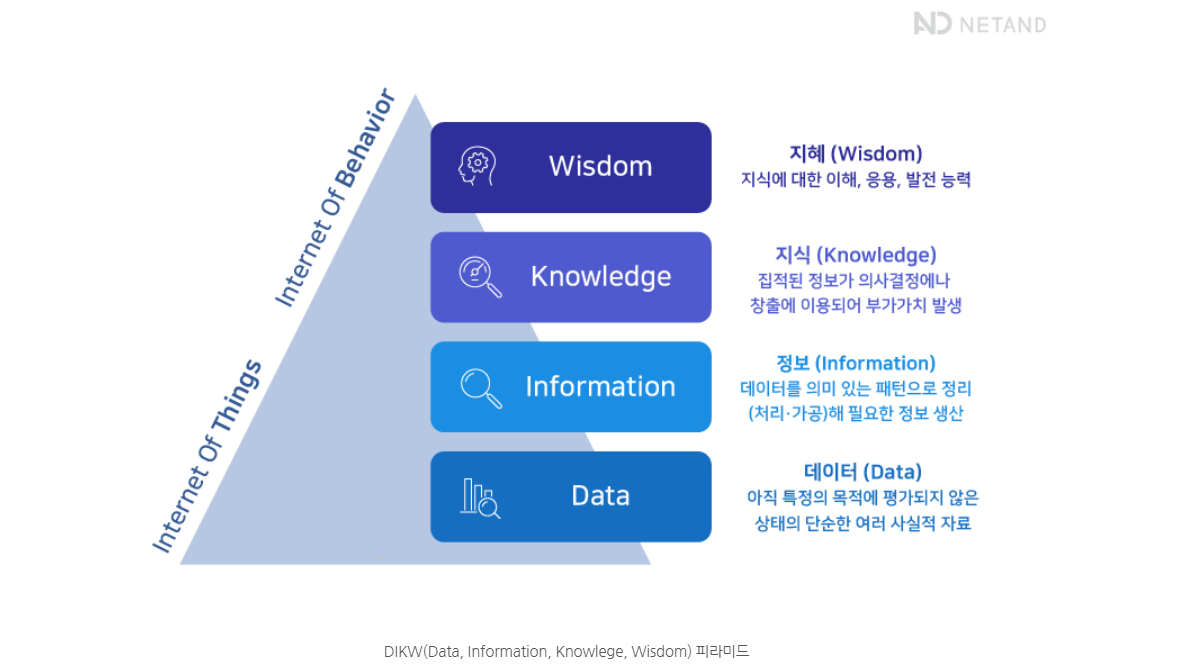 NETAND
Internet Of Behavior
Internet Of Things
Wisdom
지혜 (Wisdom)
지식에 대한 이해, 응용, 발전 능력
Knowledge
지식 (Knowledge)
집적된 정보가 의사결정에나
창출에 이용되어 부가가치 발생
Information
정보 (Information)
데이터를 의미 있는 패턴으로 정리
(처리·가공)해 필요한 정보 생산
Data
데이터 (Data)
아직 특정의 목적에 평가되지 않은
상태의 단순한 여러 사실적 자료
DIKW(Data, Information, Knowlege, Wisdom) 피라미드